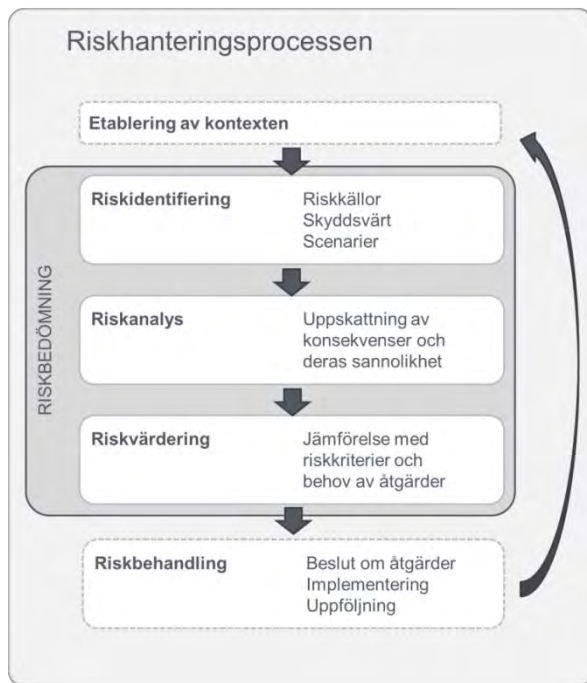 Riskhanteringsprocessen
Etablering av kontexten
RISKBEDÖMNING
Riskidentifiering
Riskkällor
Skyddsvärt
Scenarier
Riskanalys
Uppskattning av
konsekvenser och
deras sannolikhet
Riskvärdering
Jämförelse med
riskkriterier och
behov av åtgärder
Riskbehandling
Beslut om åtgärder
Implementering
Uppföljning